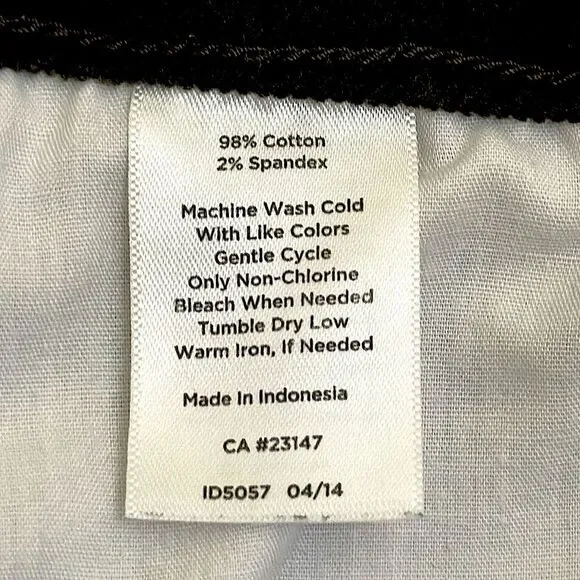 98% Cotton
2% Spandex
Machine Wash Cold
With Like Colors
Gentle Cycle
Only Non-Chlorine
Bleach When Needed
Tumble Dry Low
Warm Iron, If Needed
Made In Indonesia
CA #23147
ID5057 04/14